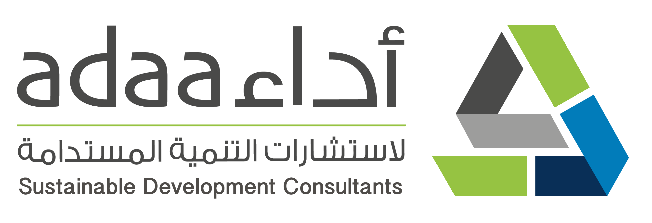 adaa أداء
لاستشارات التنمية المستدامة
Sustainable Development Consultants